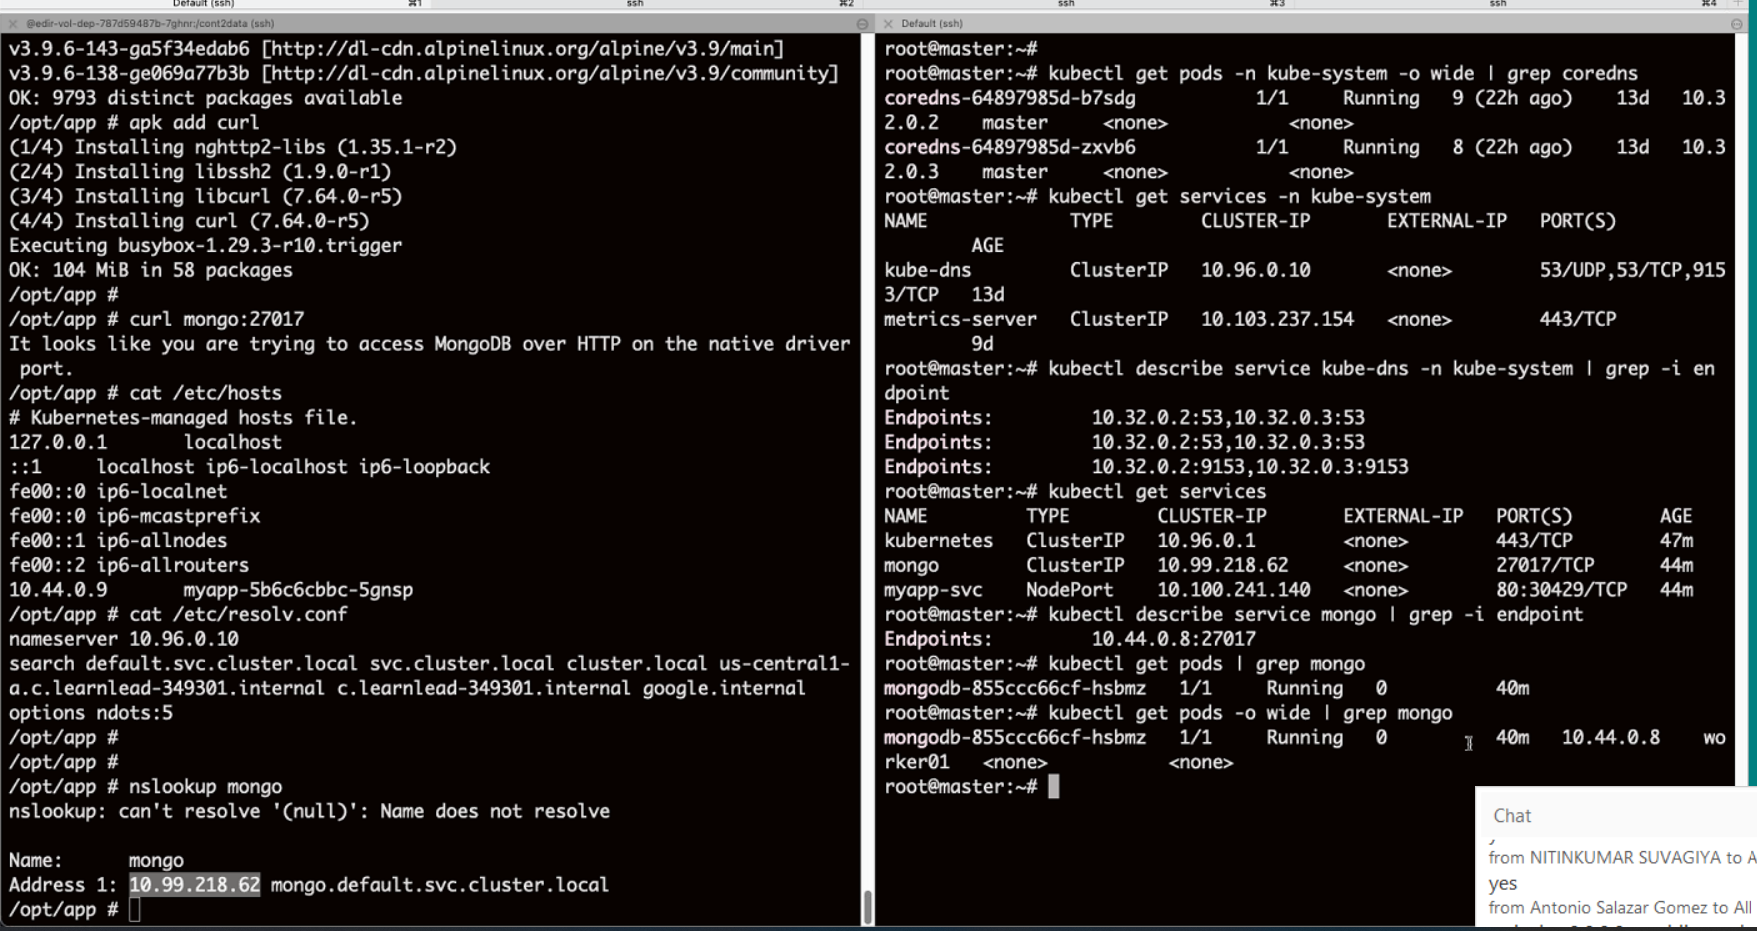 Default (ssh)
⌘1
ssh
⌘2
ssh
⌘3
ssh
⌘4
@edir-vol-dep-787d59487b-7ghnr:/cont2data (ssh)
v3.9.6-143-ga5f34edab6 [http://dl-cdn.alpinelinux.org/alpine/v3.9/main]
v3.9.6-138-ge069a77b3b [http://dl-cdn.alpinelinux.org/alpine/v3.9/community]
OK: 9793 distinct packages available
/opt/app # apk add curl
(1/4) Installing nghttp2-libs (1.35.1-r2)
(2/4) Installing libssh2 (1.9.0-r1)
(3/4) Installing libcurl (7.64.0-r5)
(4/4) Installing curl (7.64.0-r5)
Executing busybox-1.29.3-r10.trigger
OK: 104 MiB in 58 packages
/opt/app #
/opt/app # curl mongo:27017
It looks like you are trying to access MongoDB over HTTP on the native driver
 port.
/opt/app # cat /etc/hosts
# Kubernetes-managed hosts file.
127.0.0.1       localhost
::1     localhost ip6-localhost ip6-loopback
fe00::0 ip6-localnet
fe00::0 ip6-mcastprefix
fe00::1 ip6-allnodes
fe00::2 ip6-allrouters
10.44.0.9       myapp-5b6c6cbbc-5gnsp
/opt/app # cat /etc/resolv.conf
nameserver 10.96.0.10
search default.svc.cluster.local svc.cluster.local cluster.local us-central1-
a.c.learnlead-349301.internal c.learnlead-349301.internal google.internal
options ndots:5
/opt/app #
/opt/app #
/opt/app # nslookup mongo
nslookup: can't resolve '(null)': Name does not resolve
Name:      mongo
Address 1: 10.99.218.62 mongo.default.svc.cluster.local
/opt/app #
Default (ssh)
root@master:~#
root@master:~# kubectl get pods -n kube-system -o wide | grep coredns
coredns-64897985d-b7sdg           1/1     Running   9 (22h ago)    13d   10.3
2.0.2    master     <none>           <none>
coredns-64897985d-zxvb6           1/1     Running   8 (22h ago)    13d   10.3
2.0.3    master     <none>           <none>
root@master:~# kubectl get services -n kube-system
NAME             TYPE        CLUSTER-IP       EXTERNAL-IP   PORT(S)
        AGE
kube-dns         ClusterIP   10.96.0.10       <none>        53/UDP,53/TCP,915
3/TCP   13d
metrics-server   ClusterIP   10.103.237.154   <none>        443/TCP
        9d
root@master:~# kubectl describe service kube-dns -n kube-system | grep -i en
dpoint
Endpoints:         10.32.0.2:53,10.32.0.3:53
Endpoints:         10.32.0.2:53,10.32.0.3:53
Endpoints:         10.32.0.2:9153,10.32.0.3:9153
root@master:~# kubectl get services
NAME         TYPE        CLUSTER-IP       EXTERNAL-IP   PORT(S)        AGE
kubernetes   ClusterIP   10.96.0.1        <none>        443/TCP        47m
mongo        ClusterIP   10.99.218.62     <none>        27017/TCP      44m
myapp-svc    NodePort    10.100.241.140   <none>        80:30429/TCP   44m
root@master:~# kubectl describe service mongo | grep -i endpoint
Endpoints:         10.44.0.8:27017
root@master:~# kubectl get pods | grep mongo
mongodb-855ccc66cf-hsbmz   1/1     Running   0          40m
root@master:~# kubectl get pods -o wide | grep mongo
mongodb-855ccc66cf-hsbmz   1/1     Running   0          40m   10.44.0.8    wo
rker01   <none>           <none>
root@master:~#
Chat
from NITINKUMAR SUVAGIYA to A
yes
from Antonio Salazar Gomez to All